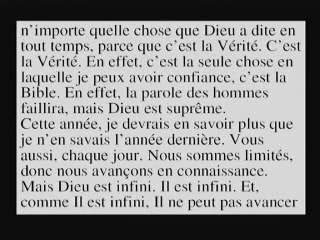 n’importe quelle chose que Dieu a dite en
tout temps, parce que c’est la Vérité. C’est
la Vérité. En effet, c’est la seule chose en
laquelle je peux avoir confiance, c’est la
Bible. En effet, la parole des hommes
faillira, mais Dieu est suprême.
Cette année, je devrais en savoir plus que
je n’en savais l’année dernière. Vous
aussi, chaque jour. Nous sommes limités,
donc nous avançons en connaissance.
Mais Dieu est infini. Il est infini. Et,
comme Il est infini, Il ne peut pas avancer